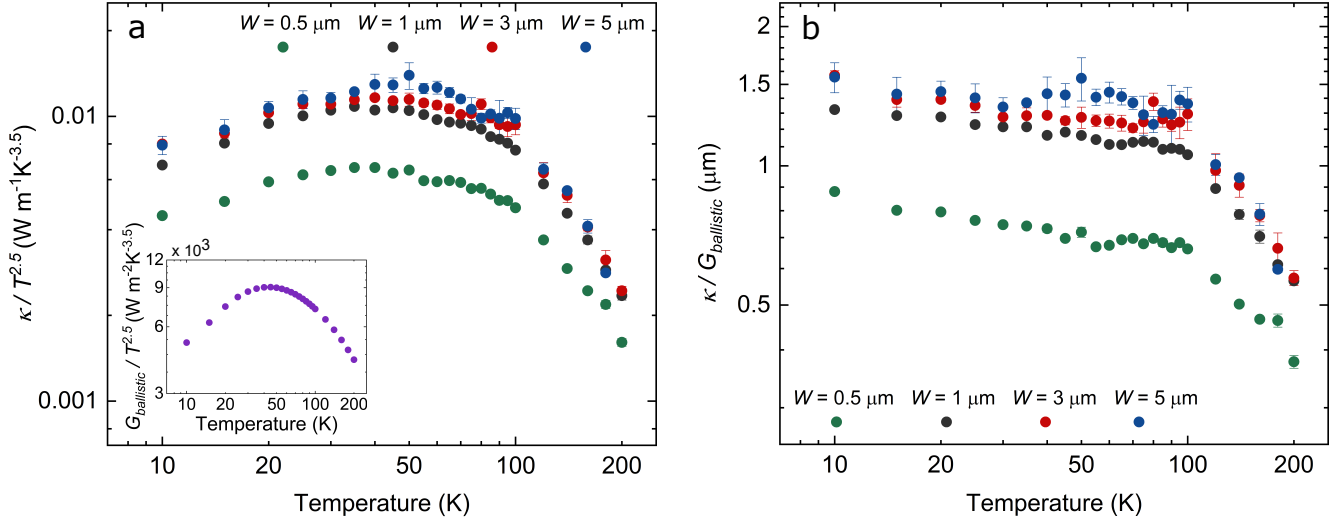 a
W = 0.5 μm W = 1 μm W = 3 μm W = 5 μm
κ / T^2.5 (W m^-1K^-3.5)
0.01
0.001
10 20 50 100 200
Temperature (K)
x 10^3
G_ballistic / T^2.5 (W m^-2K^-3.5)
12
9
6
3
10 20 50 100 200
Temperature (K)
b
κ / G_ballistic (μm)
2
1.5
1
0.5
W = 0.5 μm W = 1 μm W = 3 μm W = 5 μm
10 20 50 100 200
Temperature (K)